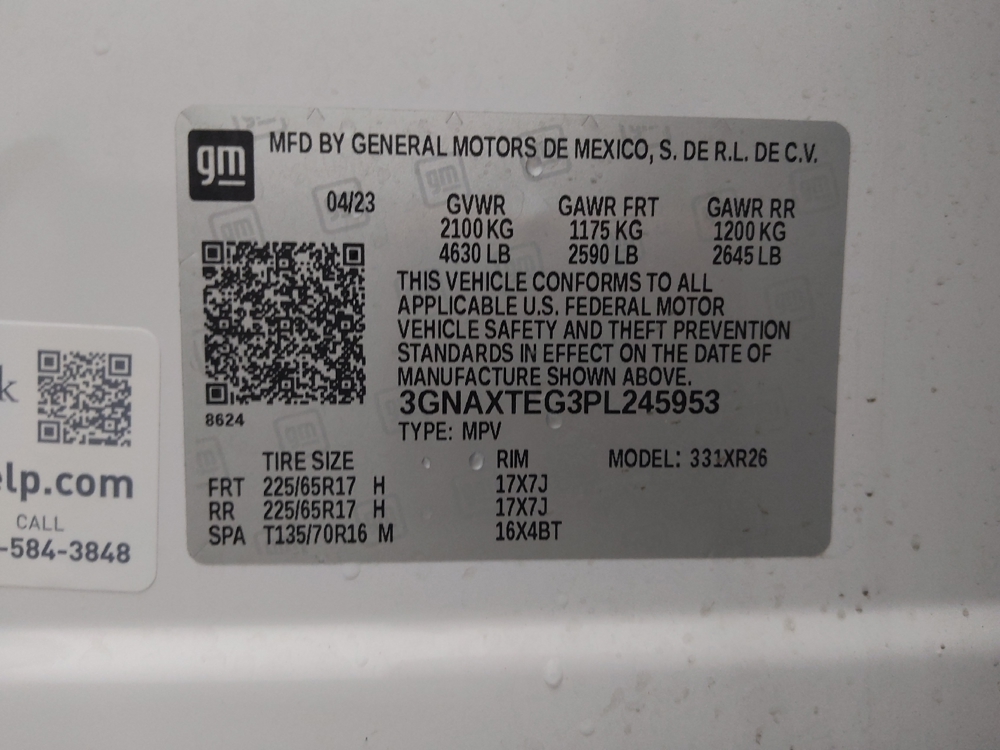 gm
MFD BY GENERAL MOTORS DE MEXICO, S. DE R.L. DE C.V.
04/23 GVWR GAWR FRT GAWR RR
2100 KG 1175 KG 1200 KG
4630 LB 2590 LB 2645 LB
THIS VEHICLE CONFORMS TO ALL
APPLICABLE U.S. FEDERAL MOTOR
VEHICLE SAFETY AND THEFT PREVENTION
STANDARDS IN EFFECT ON THE DATE OF
MANUFACTURE SHOWN ABOVE.
3GNAXTEG3PL245953
8624
TYPE: MPV
TIRE SIZE RIM MODEL: 331XR26
FRT 225/65R17 H 17X7J
RR 225/65R17 H 17X7J
SPA T135/70R16 M 16X4BT
k
elp.com
CALL
-584-3848